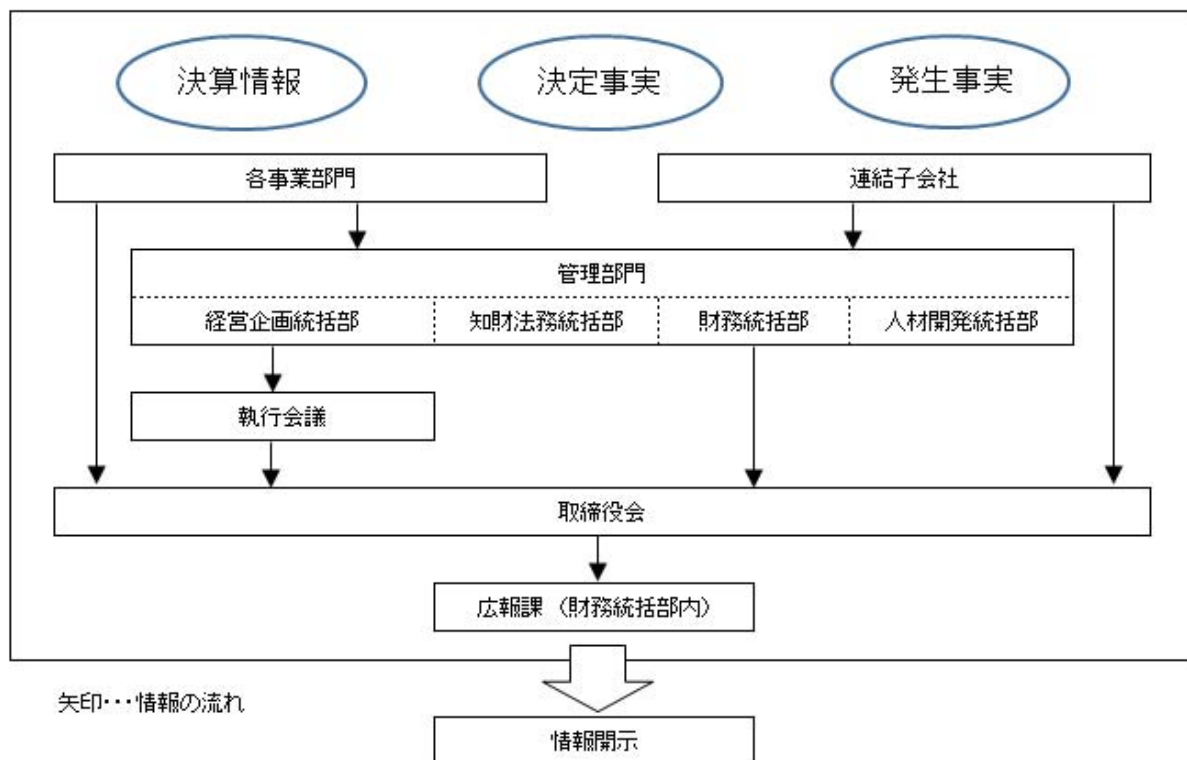 決算情報
決定事実
発生事実
各事業部門
連結子会社
管理部門
経営企画統括部
知財法務統括部
財務統括部
人材開発統括部
執行会議
取締役会
広報課（財務統括部内）
矢印・・・情報の流れ
情報開示